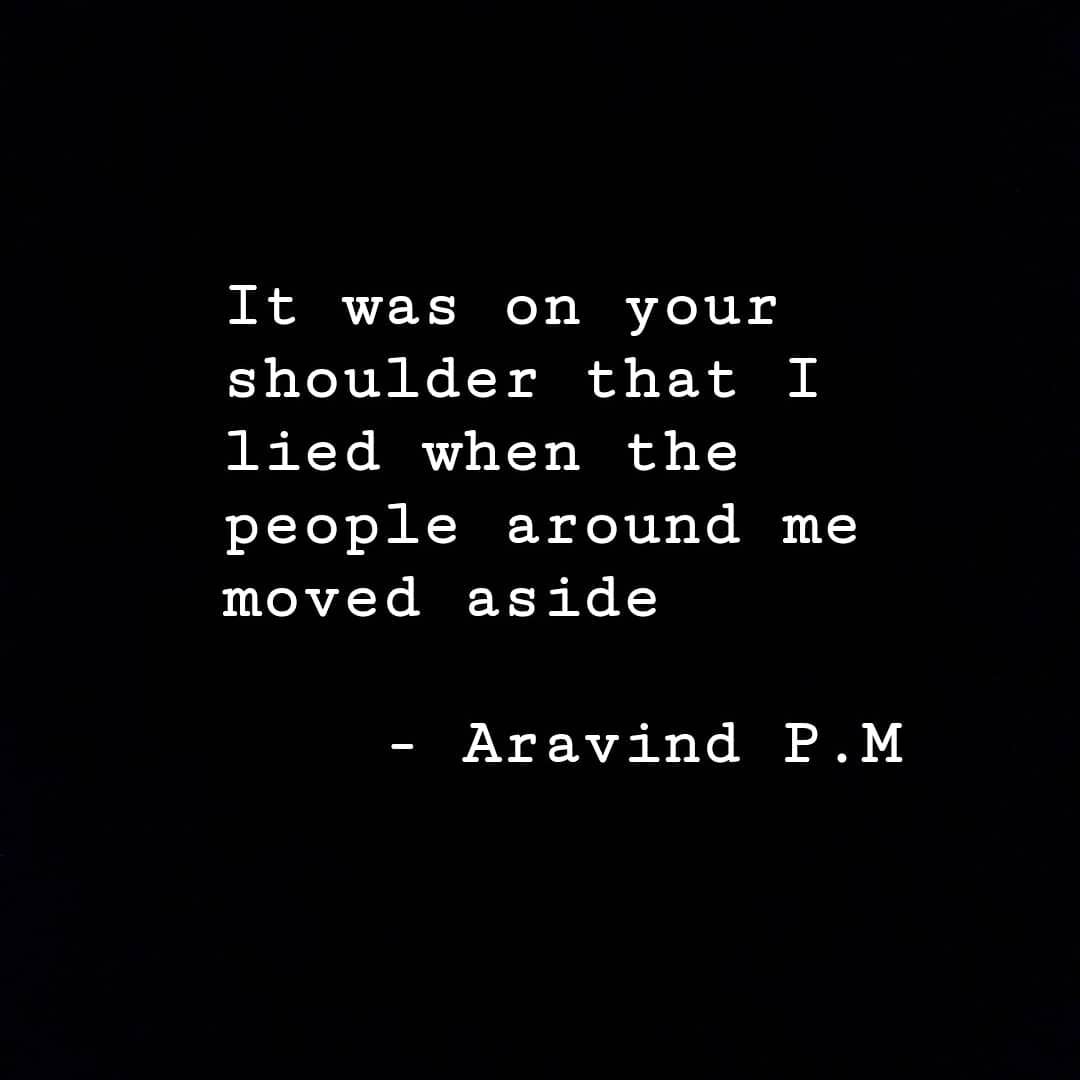 It was on your
shoulder that I
lied when the
people around me
moved aside
- Aravind P.M